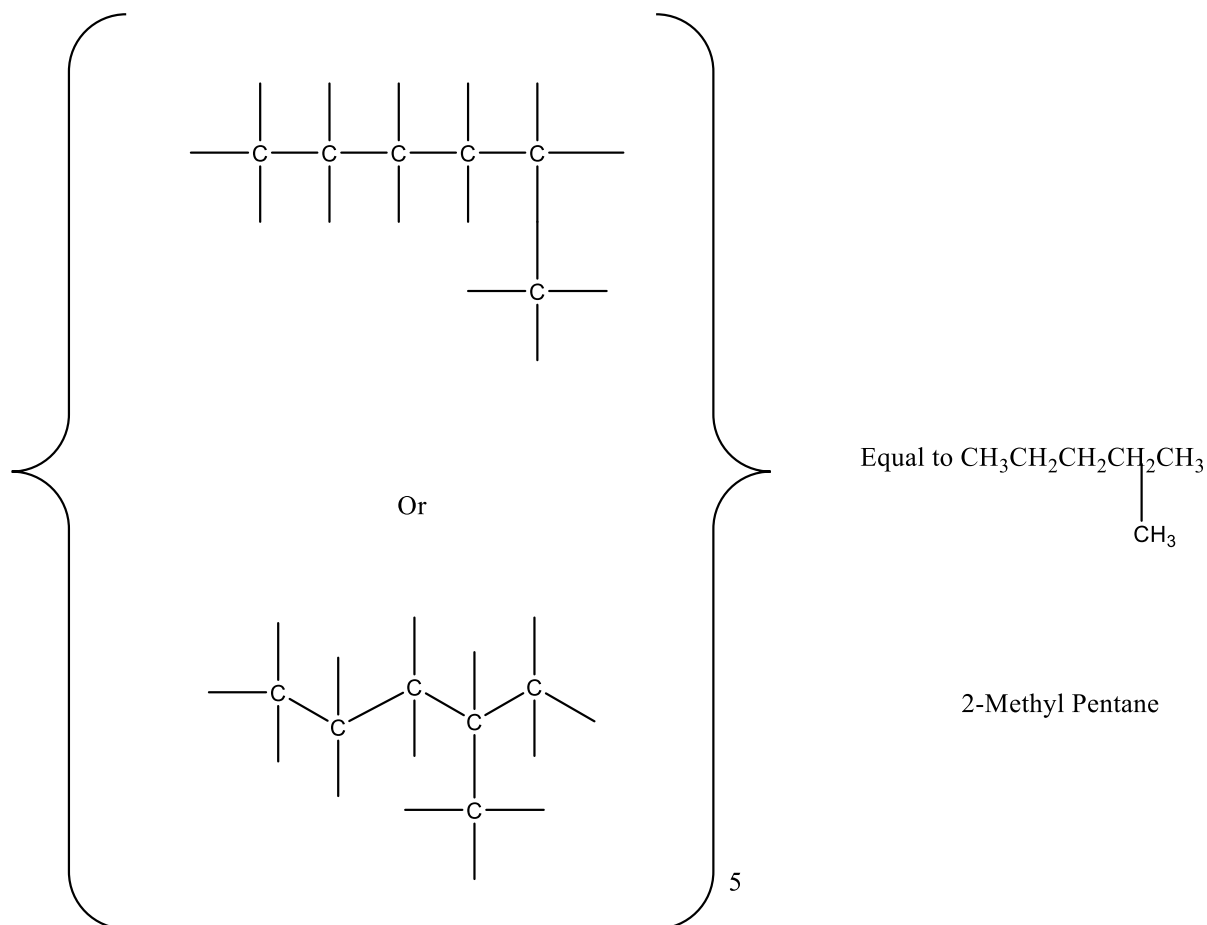 C C C C C
C
Equal to CH₃CH₂CH₂CH₂CH₃
CH₃
Or
C C C C C
2-Methyl Pentane
C
5